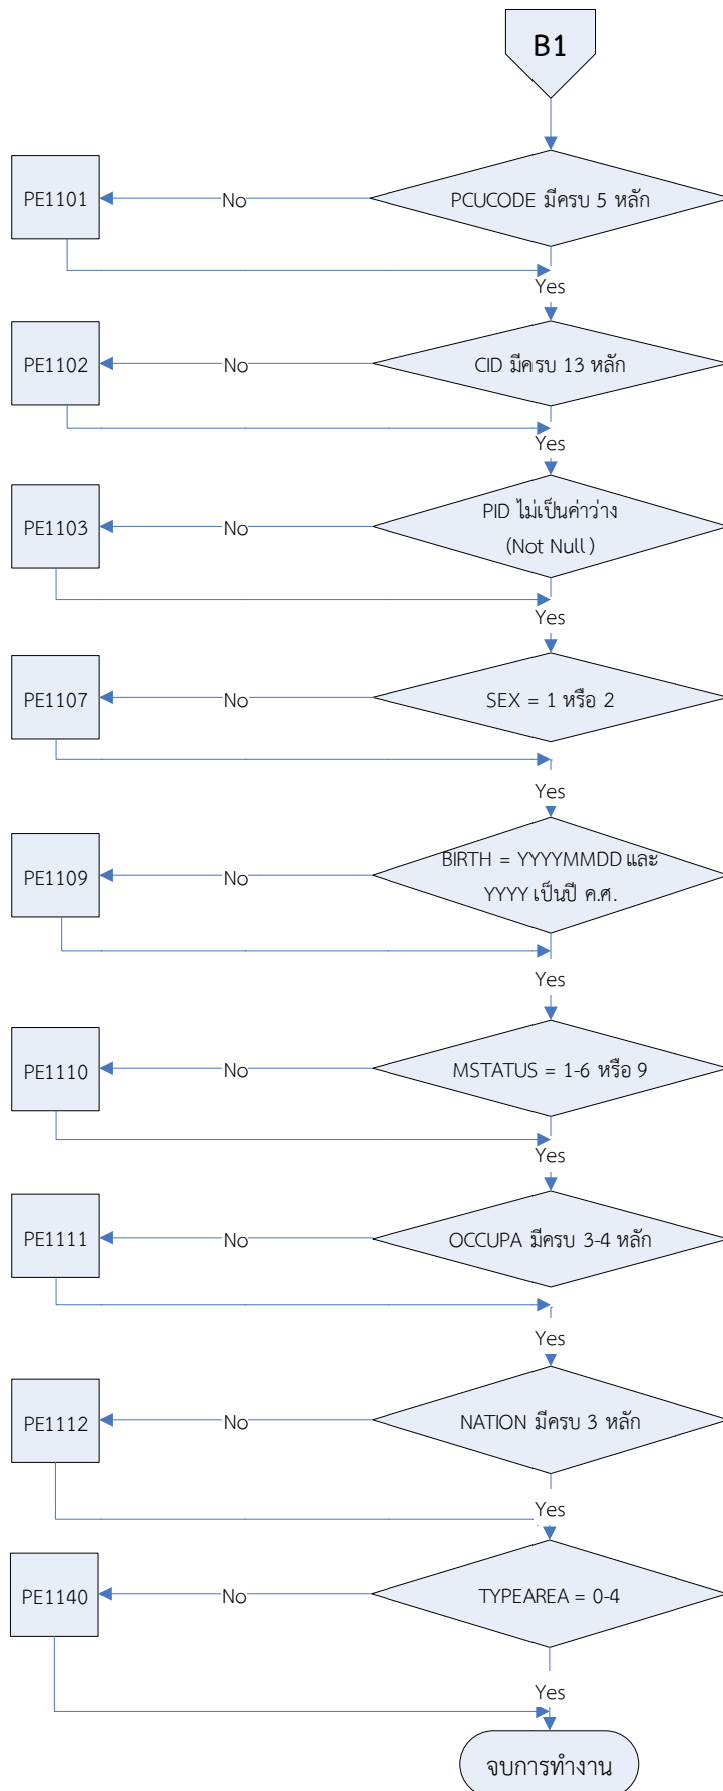 B1
PCUCODE มีครบ 5 หลัก
No
PE1101
Yes
CID มีครบ 13 หลัก
No
PE1102
Yes
PID ไม่เป็นค่าว่าง
(Not Null)
No
PE1103
Yes
SEX = 1 หรือ 2
No
PE1107
Yes
BIRTH = YYYYMMDD และ
YYYY เป็นปี ค.ศ.
No
PE1109
Yes
MSTATUS = 1-6 หรือ 9
No
PE1110
Yes
OCCUPA มีครบ 3-4 หลัก
No
PE1111
Yes
NATION มีครบ 3 หลัก
No
PE1112
Yes
TYPEAREA = 0-4
No
PE1140
Yes
จบการทำงาน